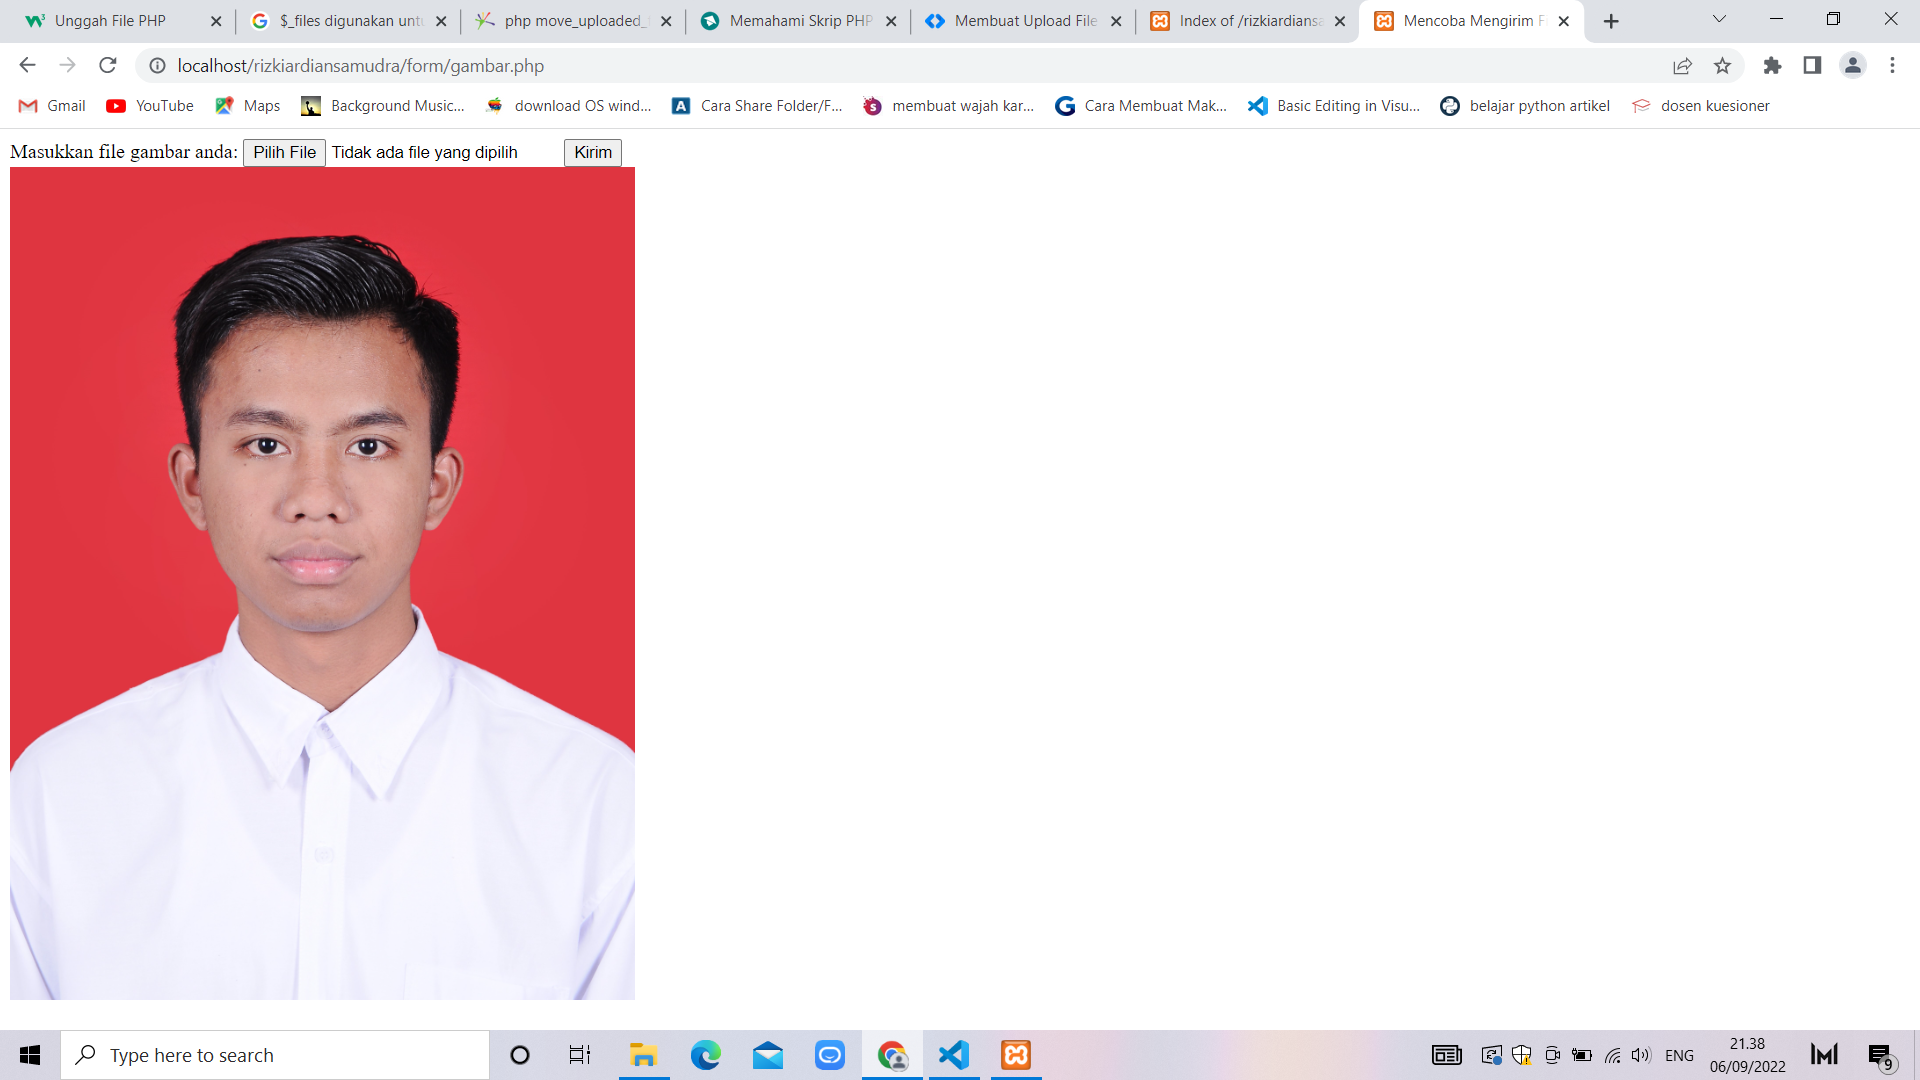 Unggah File PHP
$_files digunakan untu
php move_uploaded_
Memahami Skrip PHP
Membuat Upload File
Index of /rizkiardiansa
Mencoba Mengirim Fi
localhost/rizkiardiansamudra/form/gambar.php
Gmail
YouTube
Maps
Background Music...
download OS wind...
Cara Share Folder/F...
membuat wajah kar...
Cara Membuat Mak...
Basic Editing in Visu...
belajar python artikel
dosen kuesioner
Masukkan file gambar anda: Pilih File Tidak ada file yang dipilih Kirim
Type here to search
ENG
21.38
06/09/2022
9